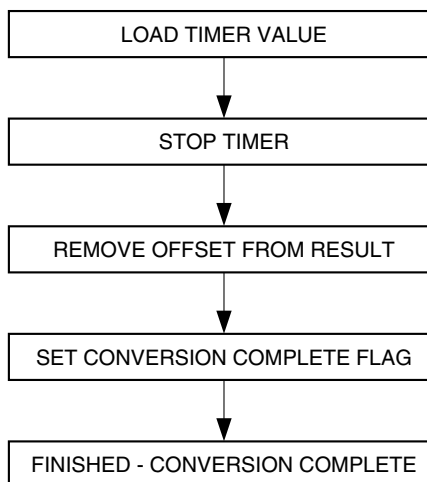 LOAD TIMER VALUE
STOP TIMER
REMOVE OFFSET FROM RESULT
SET CONVERSION COMPLETE FLAG
FINISHED - CONVERSION COMPLETE